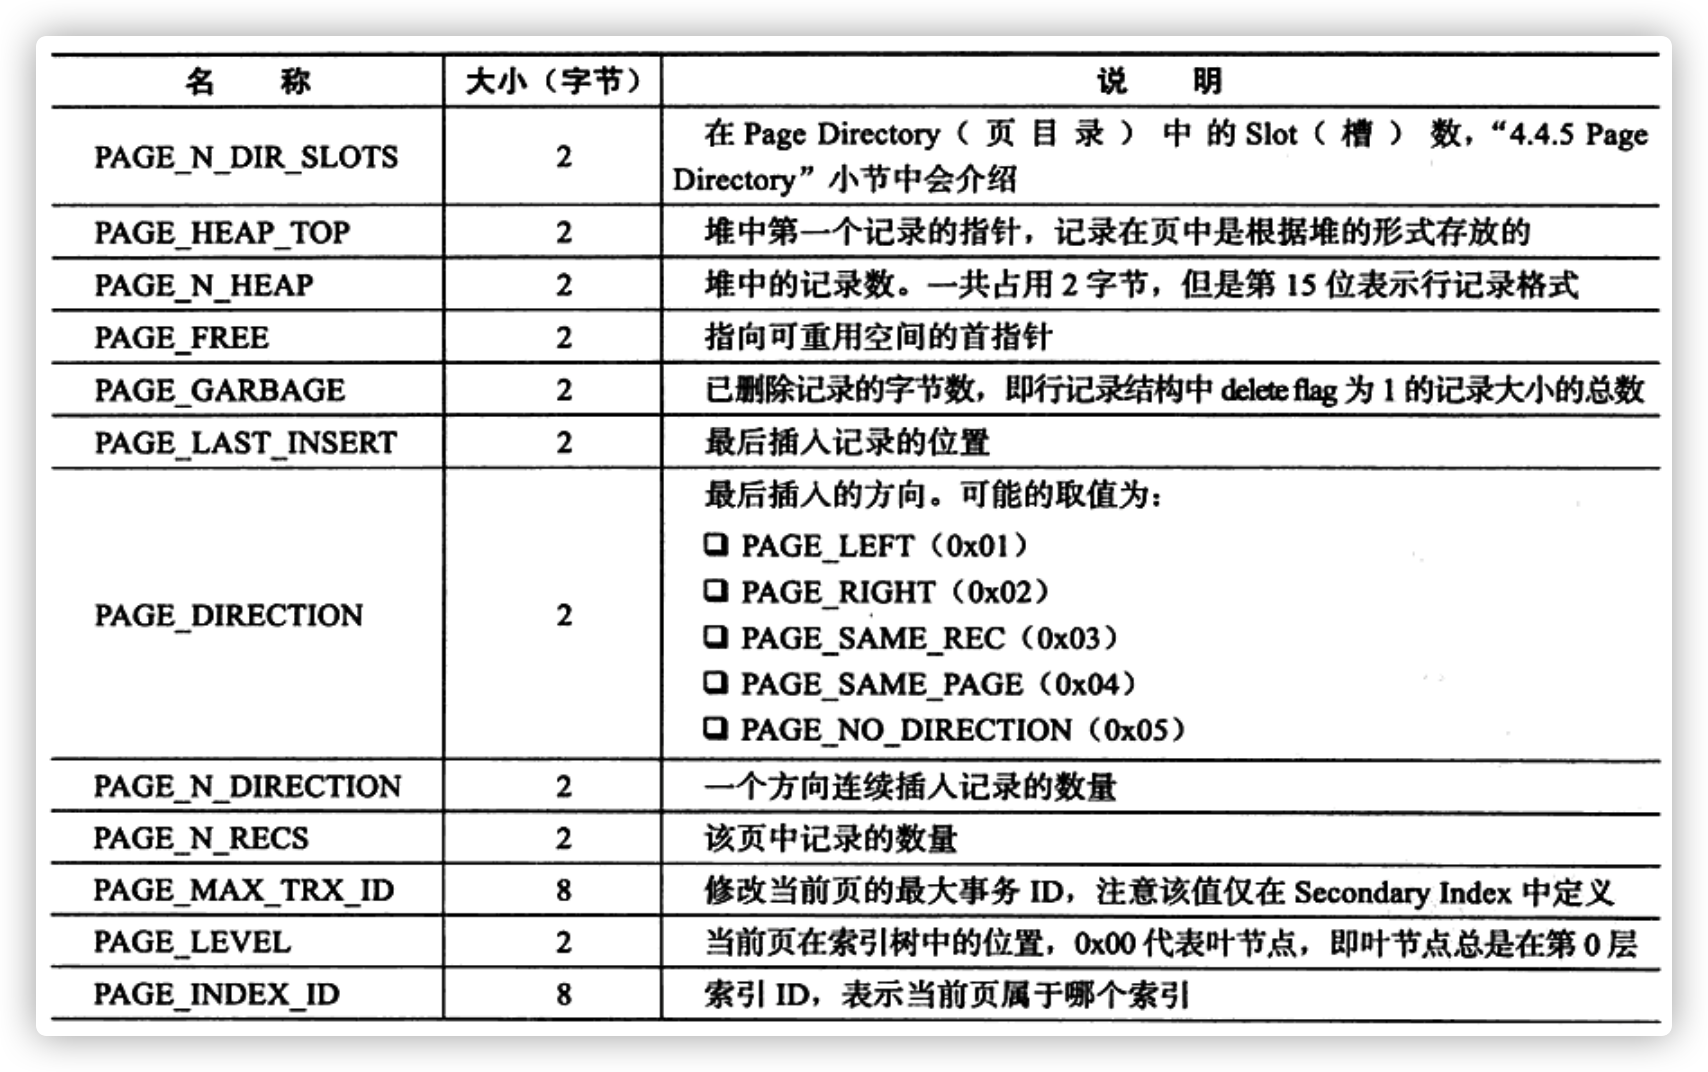 名 称 大小（字节） 说 明
PAGE_N_DIR_SLOTS 2 在 Page Directory（ 页 目 录 ） 中 的 Slot（ 槽 ） 数，“4.4.5 Page
Directory”小节中会介绍
PAGE_HEAP_TOP 2 堆中第一个记录的指针，记录在页中是根据堆的形式存放的
PAGE_N_HEAP 2 堆中的记录数。一共占用 2 字节，但是第 15 位表示行记录格式
PAGE_FREE 2 指向可重用空间的首指针
PAGE_GARBAGE 2 已删除记录的字节数，即行记录结构中 delete flag 为 1 的记录大小的总数
PAGE_LAST_INSERT 2 最后插入记录的位置
PAGE_DIRECTION 2 最后插入的方向。可能的取值为：
❑ PAGE_LEFT（0x01）
❑ PAGE_RIGHT（0x02）
❑ PAGE_SAME_REC（0x03）
❑ PAGE_SAME_PAGE（0x04）
❑ PAGE_NO_DIRECTION（0x05）
PAGE_N_DIRECTION 2 一个方向连续插入记录的数量
PAGE_N_RECS 2 该页中记录的数量
PAGE_MAX_TRX_ID 8 修改当前页的最大事务 ID，注意该值仅在 Secondary Index 中定义
PAGE_LEVEL 2 当前页在索引树中的位置，0x00 代表叶节点，即叶节点总是在第 0 层
PAGE_INDEX_ID 8 索引 ID，表示当前页属于哪个索引